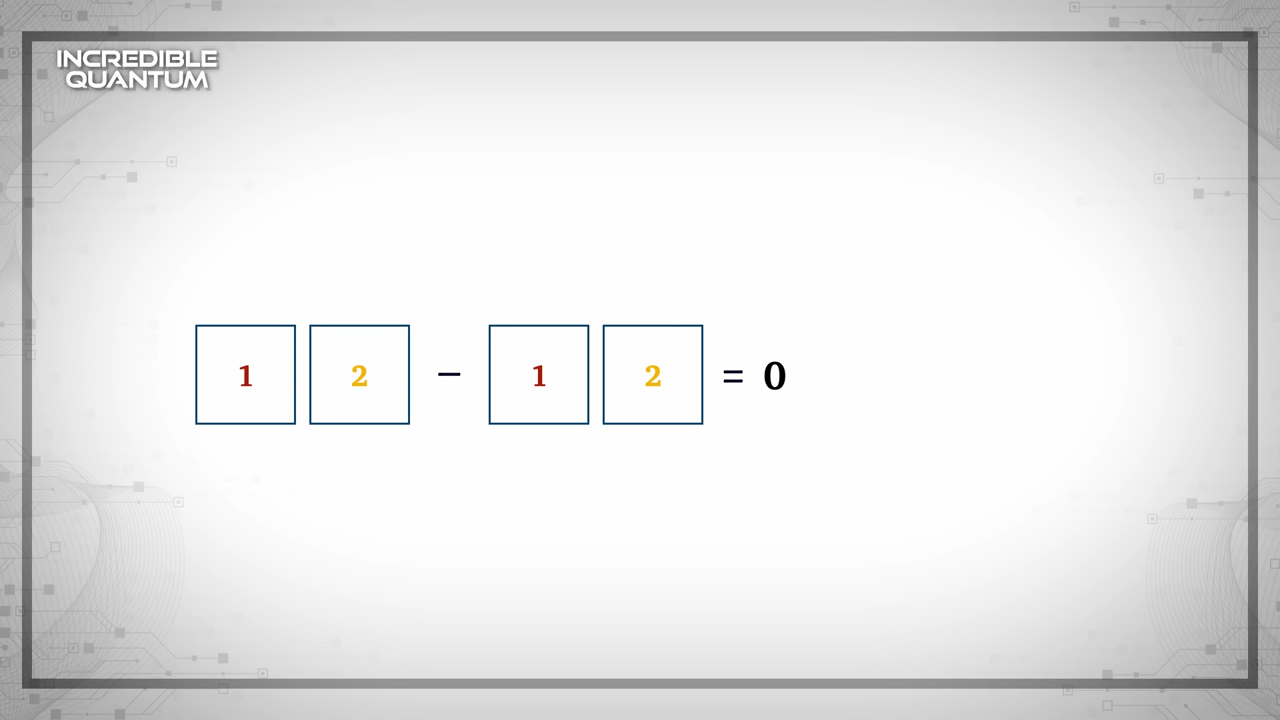 INCREDIBLE
QUANTUM
1 2 – 1 2 = 0